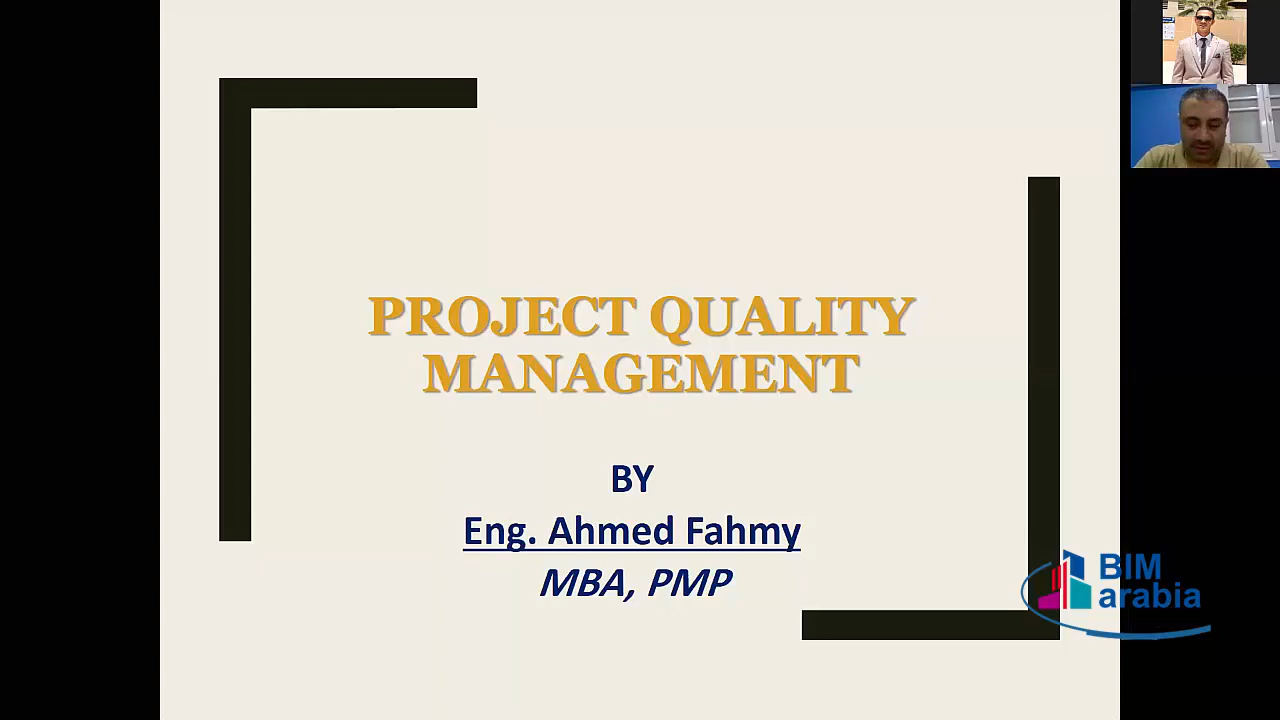 PROJECT QUALITY
MANAGEMENT
BY
Eng. Ahmed Fahmy
MBA, PMP
BIM
arabia